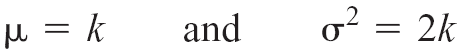 μ = k and σ² = 2k